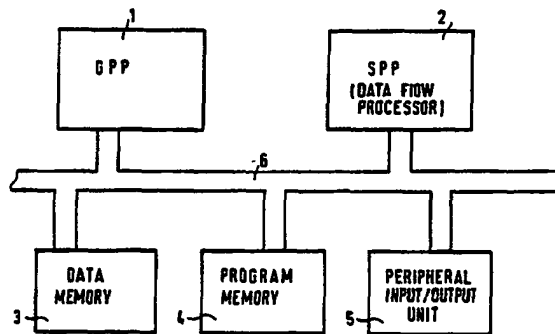 1
2
GPP
SPP
(DATA FLOW
PROCESSOR)
6
DATA
MEMORY
PROGRAM
MEMORY
PERIPHERAL
INPUT/OUTPUT
UNIT
3
4
5